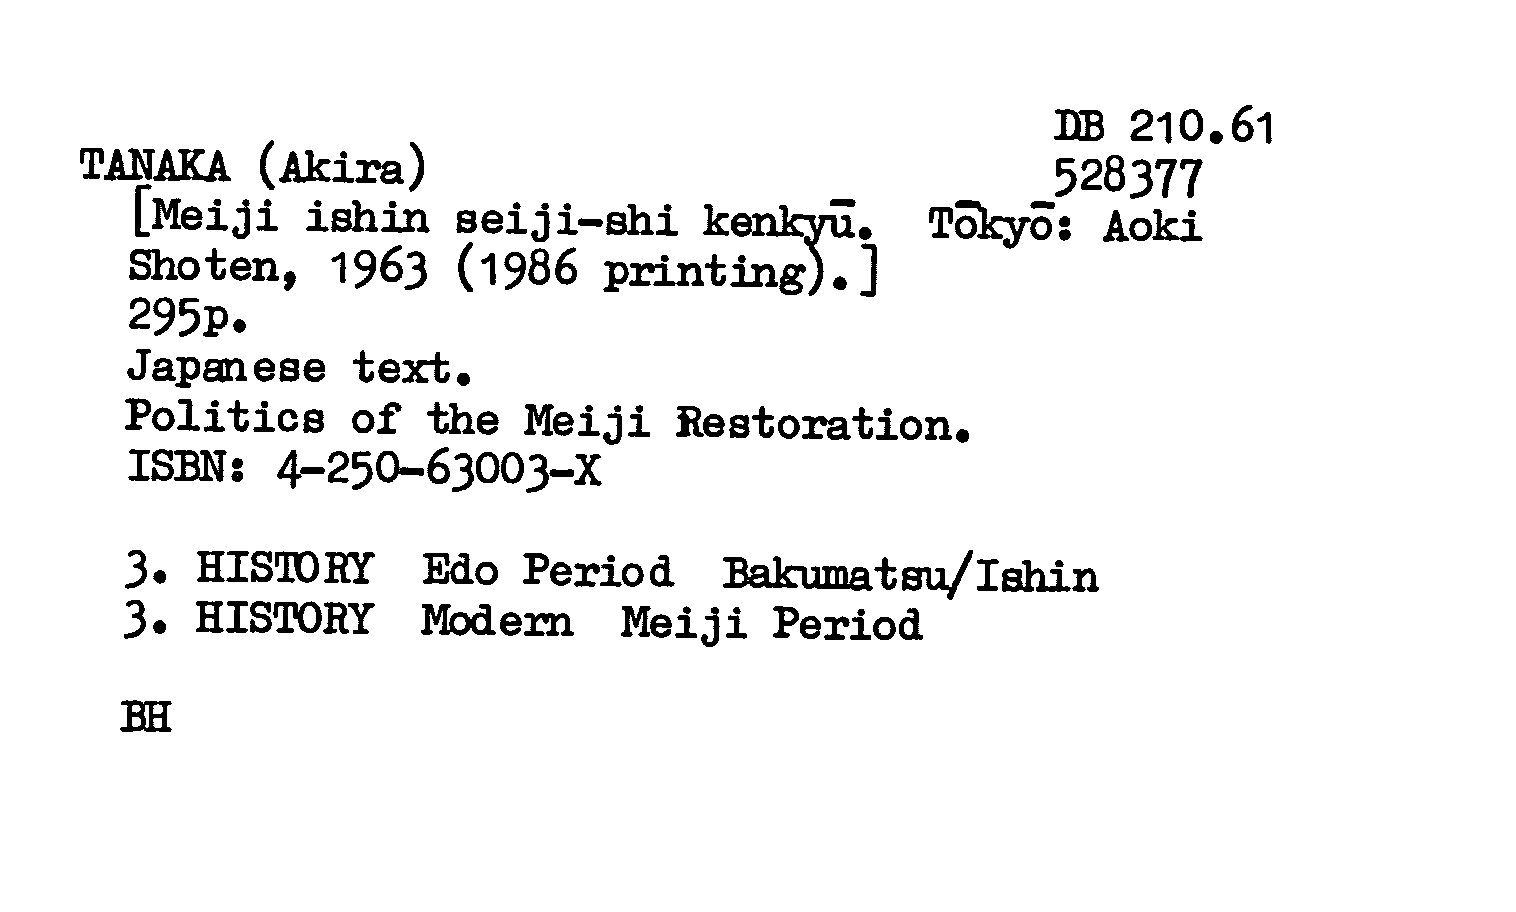 DB 210.61
TANAKA (Akira)
528377
[Meiji ishin seiji-shi kenkyū. Tōkyō: Aoki
Shoten, 1963 (1986 printing).]
295p.
Japanese text.
Politics of the Meiji Restoration.
ISBN: 4-250-63003-X
3. HISTORY Edo Period Bakumatsu/Ishin
3. HISTORY Modern Meiji Period
BH